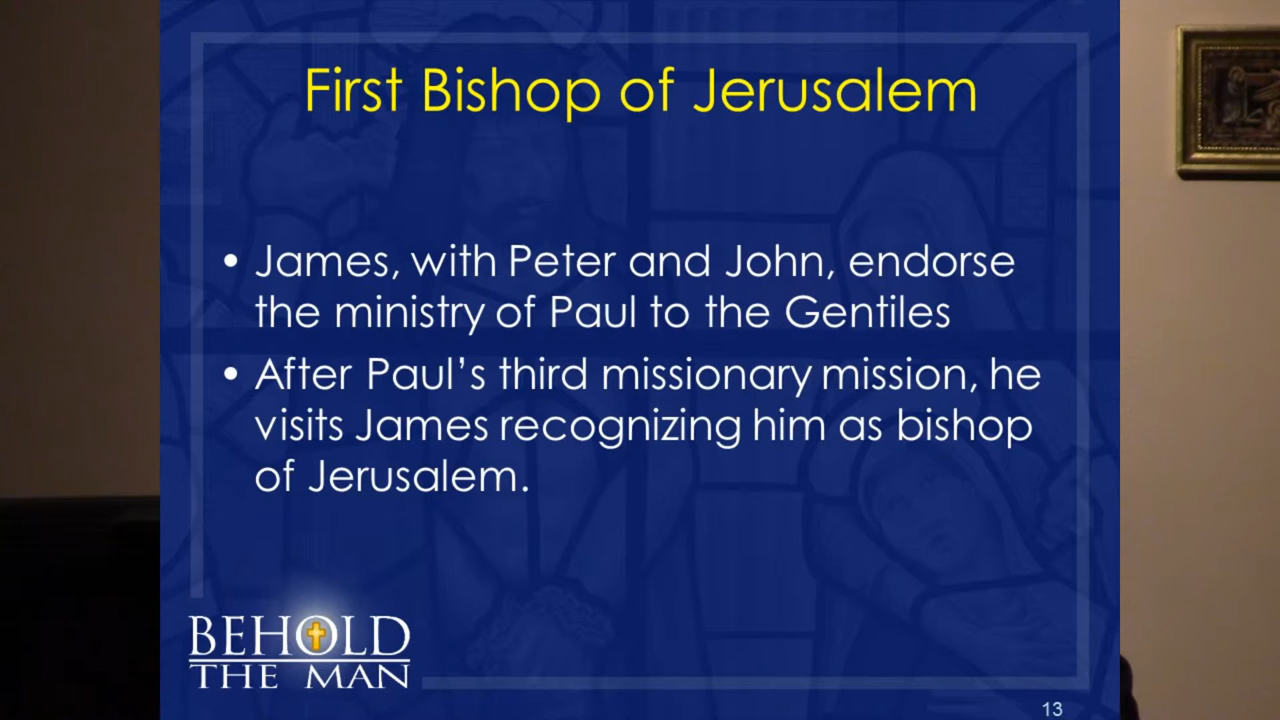 First Bishop of Jerusalem
• James, with Peter and John, endorse
the ministry of Paul to the Gentiles
• After Paul's third missionary mission, he
visits James recognizing him as bishop
of Jerusalem.
BEHOLD
THE MAN
13